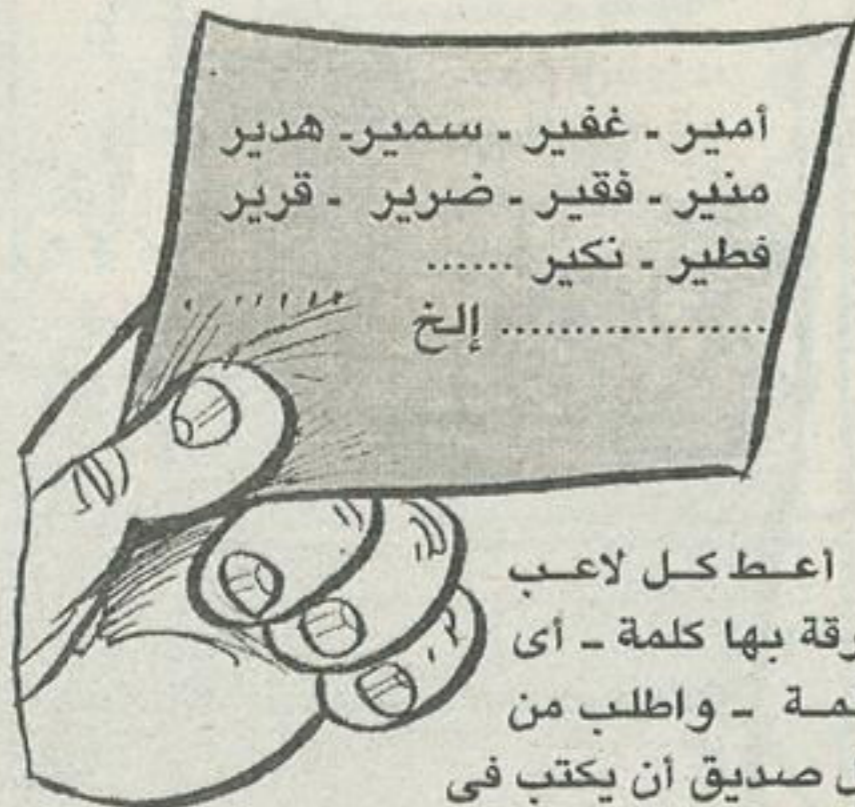 أمير ـ غفير ـ سمير ـ هدير
منير ـ فقير ـ ضرير ـ قرير
فطير ـ نكير ......
.................. إلخ
أعط كل لاعب
بها كلمة ـ أى
ـ واطلب من
صديق أن يكتب فى